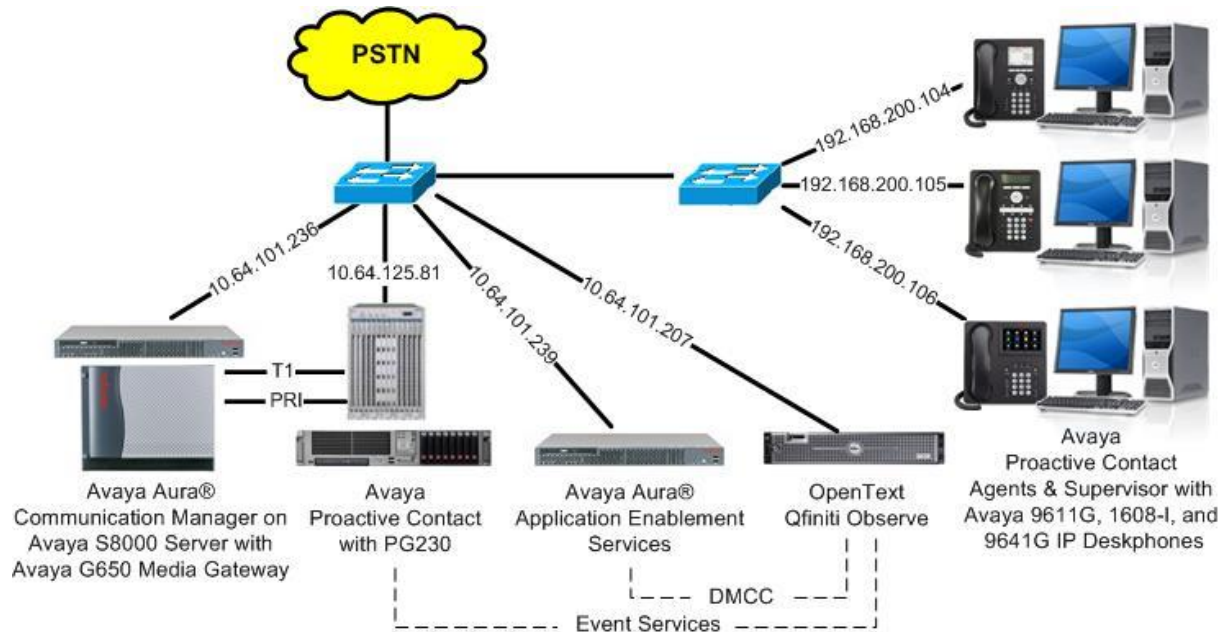 PSTN
192.168.200.104
192.168.200.105
192.168.200.106
10.64.101.236
10.64.125.81
10.64.101.239
10.64.101.207
T1
PRI
Avaya Aura®
Communication Manager on
Avaya S8000 Server with
Avaya G650 Media Gateway
Avaya
Proactive Contact
with PG230
Avaya Aura®
Application Enablement
Services
OpenText
Qfiniti Observe
Avaya
Proactive Contact
Agents & Supervisor with
Avaya 9611G, 1608-I, and
9641G IP Deskphones
DMCC
Event Services